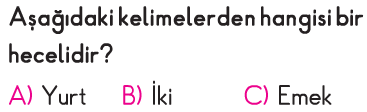 Aşağıdaki kelimelerden hangisi bir
hecelidir?
A) Yurt B) İki C) Emek